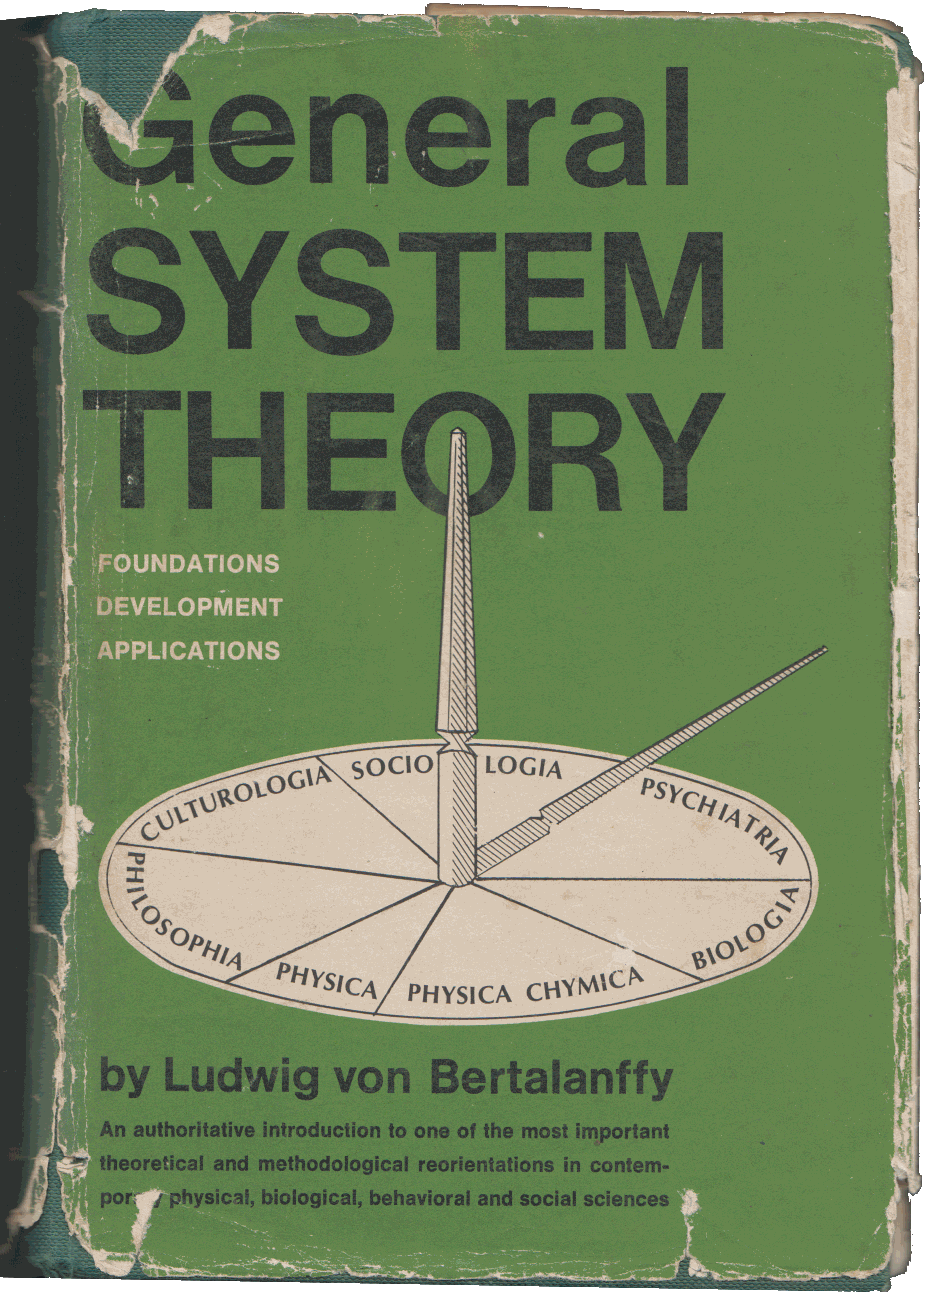 General
SYSTEM
THEORY
FOUNDATIONS
DEVELOPMENT
APPLICATIONS
CULTUROLOGIA
SOCIO LOGIA
PSYCHIATRIA
PHILOSOPHIA
PHYSICA
PHYSICA CHYMICA
BIOLOGIA
by Ludwig von Bertalanffy
An authoritative introduction to one of the most important
theoretical and methodological reorientations in contem-
porary physical, biological, behavioral and social sciences